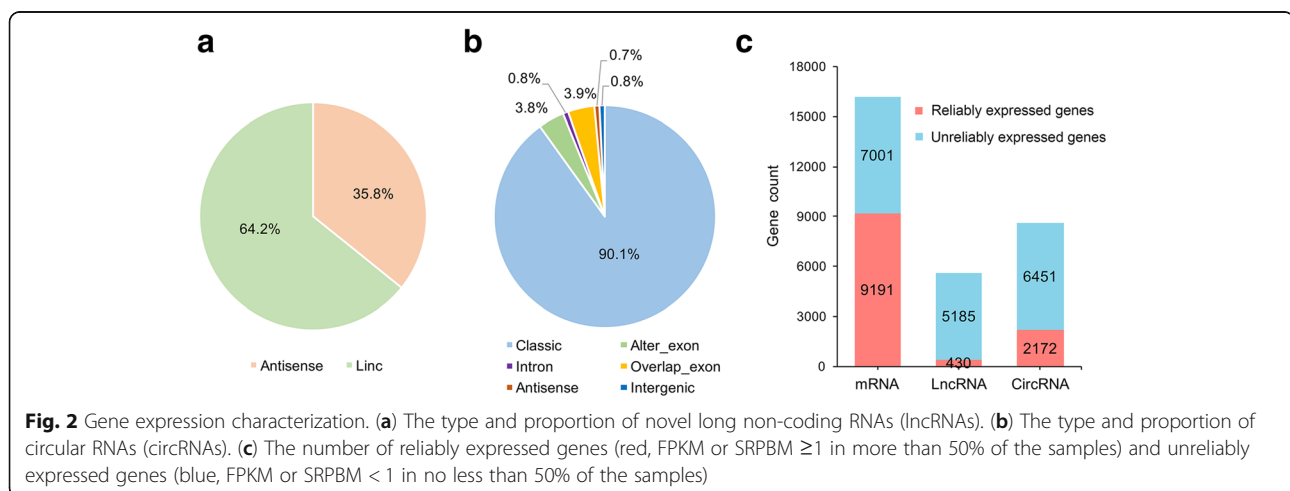 a
35.8%
64.2%
Antisense Linc
b
0.7%
0.8% 0.8%
3.8% 3.9%
90.1%
Classic Alter_exon
Intron Overlap_exon
Antisense Intergenic
c
18000
15000
12000
9000
6000
3000
0
Gene count
Reliably expressed genes
Unreliably expressed genes
7001
9191
5185
430
6451
2172
mRNA LncRNA CircRNA
Fig. 2 Gene expression characterization. (a) The type and proportion of novel long non-coding RNAs (lncRNAs). (b) The type and proportion of
circular RNAs (circRNAs). (c) The number of reliably expressed genes (red, FPKM or SRPBM ≥1 in more than 50% of the samples) and unreliably
expressed genes (blue, FPKM or SRPBM < 1 in no less than 50% of the samples)